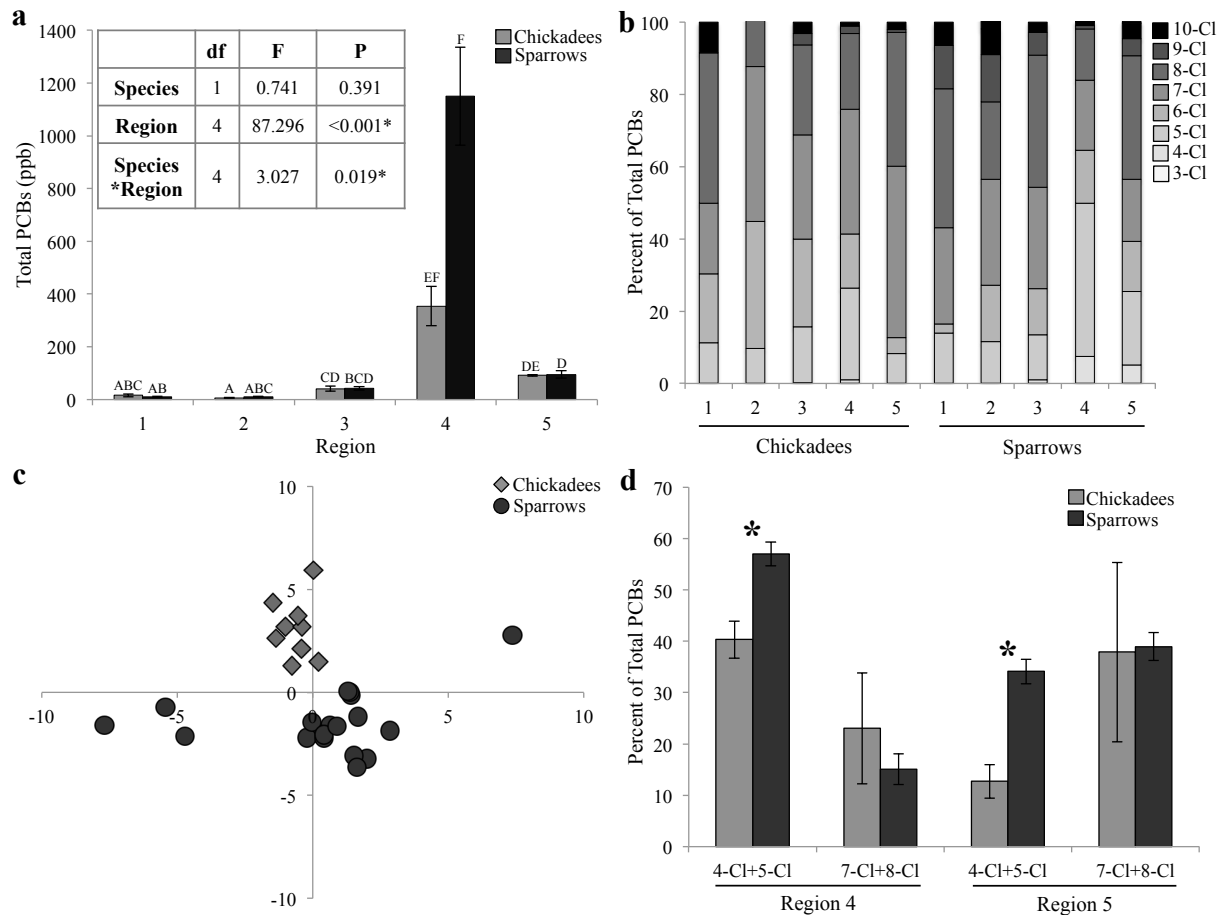 a
1400
1200
1000
800
600
400
200
0
Total PCBs (ppb)
df F P
Species 1 0.741 0.391
Region 4 87.296 <0.001*
Species *Region 4 3.027 0.019*
Chickadees
Sparrows
ABC AB A ABC CD BCD EF F DE D
1 2 3 4 5
Region
b
100
80
60
40
20
0
Percent of Total PCBs
10-Cl
9-Cl
8-Cl
7-Cl
6-Cl
5-Cl
4-Cl
3-Cl
1 2 3 4 5 1 2 3 4 5
Chickadees Sparrows
c
Chickadees
Sparrows
10
5
0
-5
-10
-10 -5 0 5 10
d
70
60
50
40
30
20
10
0
Percent of Total PCBs
Chickadees
Sparrows
* *
4-Cl+5-Cl 7-Cl+8-Cl 4-Cl+5-Cl 7-Cl+8-Cl
Region 4 Region 5